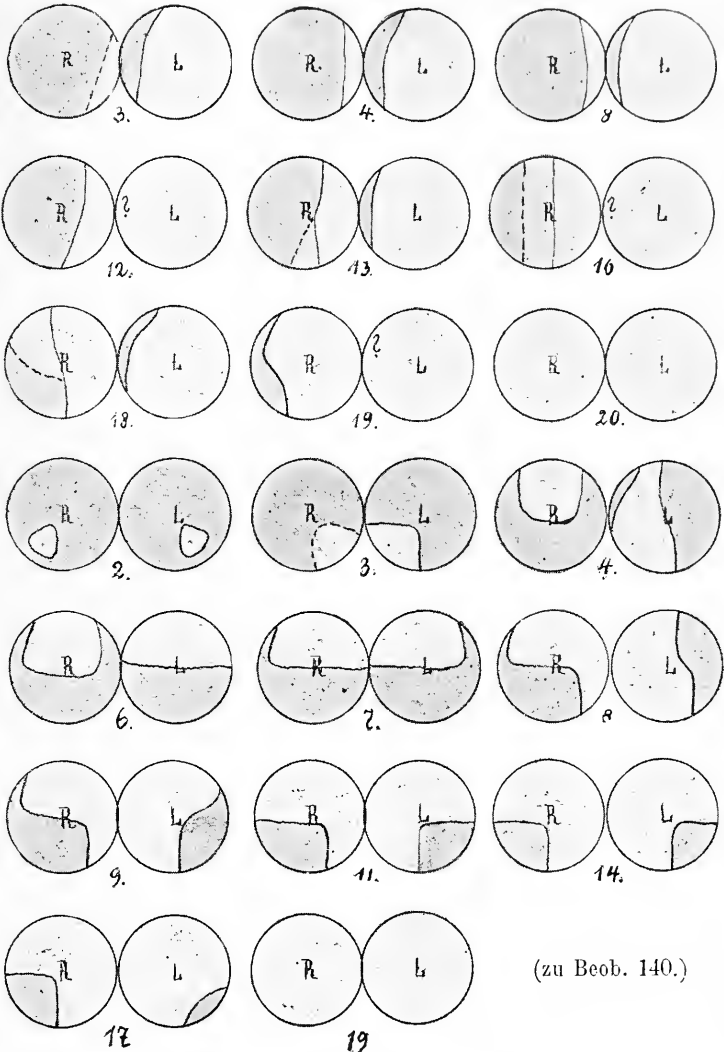 R L R L R L
3. 4. 8
R ? L R L R ? L
12. 13. 16
R L R ? L R L
18. 19. 20.
R L R L R L
2. 3. 4.
R L R L R L
6. 7. 8
R L R L R L
9. 11. 14.
R L R L (zu Beob. 140.)
17 19